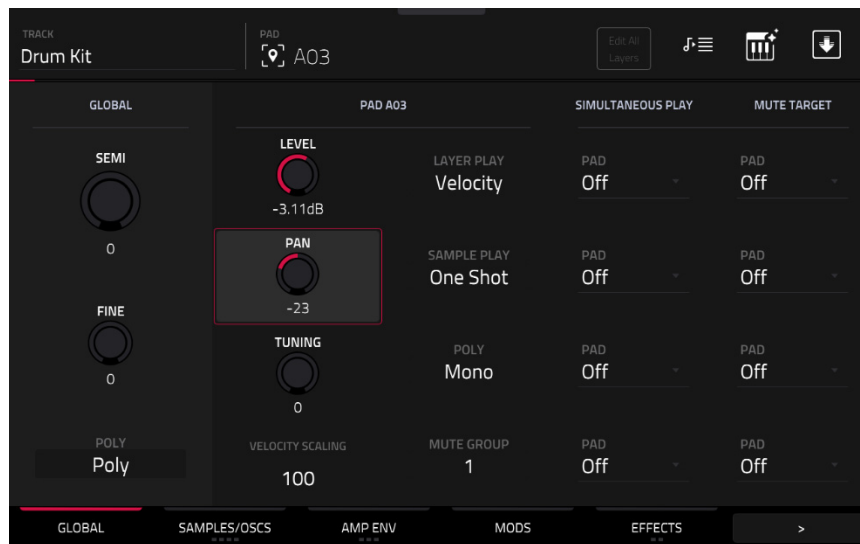 TRACK
Drum Kit
PAD
A03
Edit All
Layers
GLOBAL
PAD A03
SIMULTANEOUS PLAY
MUTE TARGET
SEMI
0
FINE
0
POLY
Poly
LEVEL
-3.11dB
PAN
-23
TUNING
0
VELOCITY SCALING
100
LAYER PLAY
Velocity
SAMPLE PLAY
One Shot
POLY
Mono
MUTE GROUP
1
PAD
Off
PAD
Off
PAD
Off
PAD
Off
PAD
Off
PAD
Off
PAD
Off
PAD
Off
GLOBAL
SAMPLES/OSCS
AMP ENV
MODS
EFFECTS
>